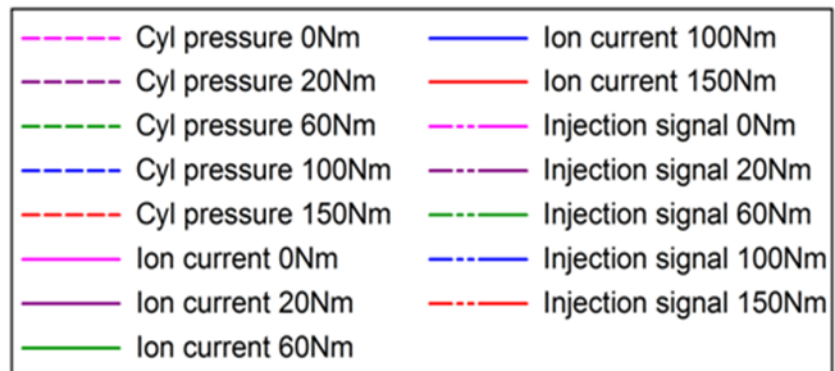 Cyl pressure 0Nm
Cyl pressure 20Nm
Cyl pressure 60Nm
Cyl pressure 100Nm
Cyl pressure 150Nm
Ion current 0Nm
Ion current 20Nm
Ion current 60Nm
Ion current 100Nm
Ion current 150Nm
Injection signal 0Nm
Injection signal 20Nm
Injection signal 60Nm
Injection signal 100Nm
Injection signal 150Nm